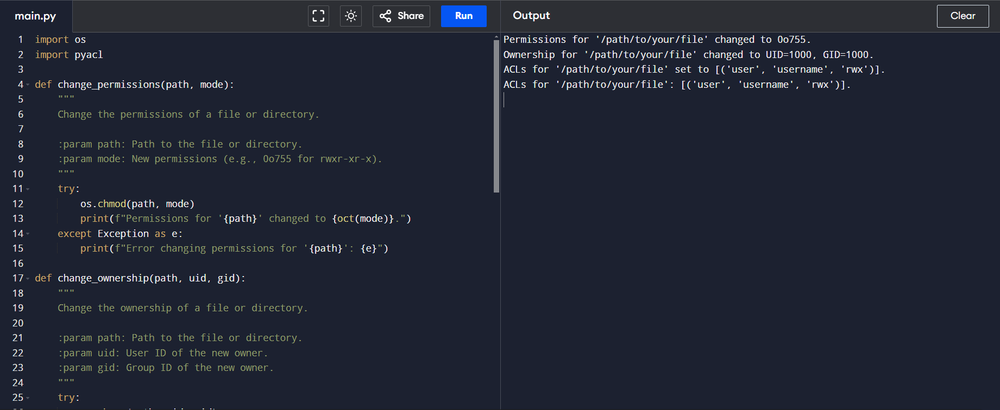 main.py
Share
Run
Output
Clear
1 import os
2 import pyacl
3
4 def change_permissions(path, mode):
5     """
6     Change the permissions of a file or directory.
7
8     :param path: Path to the file or directory.
9     :param mode: New permissions (e.g., 0o755 for rwxr-xr-x).
10     """
11     try:
12         os.chmod(path, mode)
13         print(f"Permissions for '{path}' changed to {oct(mode)}.")
14     except Exception as e:
15         print(f"Error changing permissions for '{path}': {e}")
16
17 def change_ownership(path, uid, gid):
18     """
19     Change the ownership of a file or directory.
20
21     :param path: Path to the file or directory.
22     :param uid: User ID of the new owner.
23     :param gid: Group ID of the new owner.
24     """
25     try:
Permissions for '/path/to/your/file' changed to 0o755.
Ownership for '/path/to/your/file' changed to UID=1000, GID=1000.
ACLs for '/path/to/your/file' set to [('user', 'username', 'rwx')].
ACLs for '/path/to/your/file': [('user', 'username', 'rwx')].